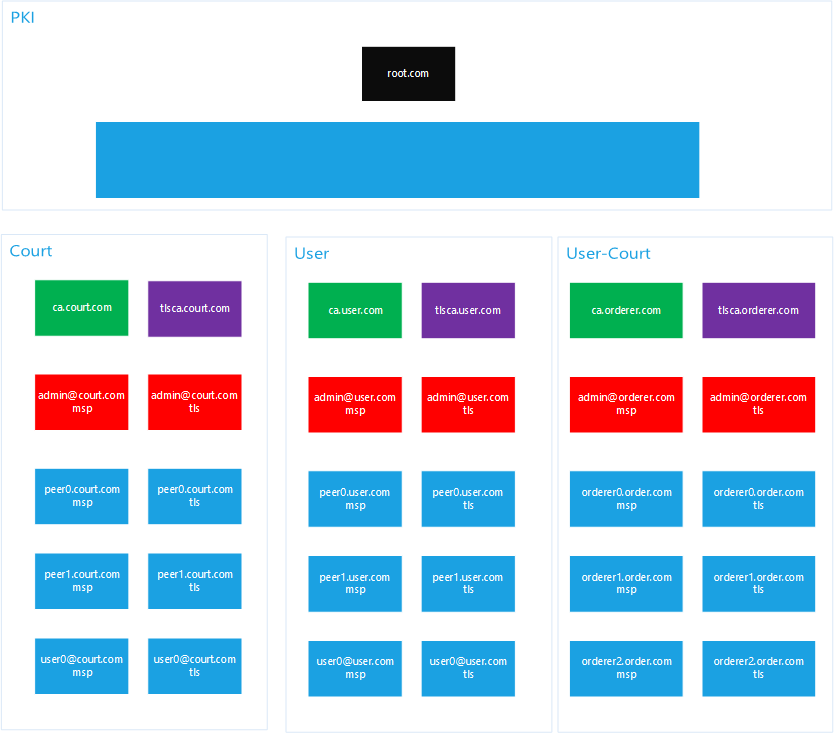 PKI
root.com
Court
ca.court.com
tlsca.court.com
admin@court.com
msp
admin@court.com
tls
peer0.court.com
msp
peer0.court.com
tls
peer1.court.com
msp
peer1.court.com
tls
user0@court.com
msp
user0@court.com
tls
User
ca.user.com
tlsca.user.com
admin@user.com
msp
admin@user.com
tls
peer0.user.com
msp
peer0.user.com
tls
peer1.user.com
msp
peer1.user.com
tls
user0@user.com
msp
user0@user.com
tls
User-Court
ca.orderer.com
tlsca.orderer.com
admin@orderer.com
msp
admin@orderer.com
tls
orderer0.order.com
msp
orderer0.order.com
tls
orderer1.order.com
msp
orderer1.order.com
tls
orderer2.order.com
msp
orderer2.order.com
tls